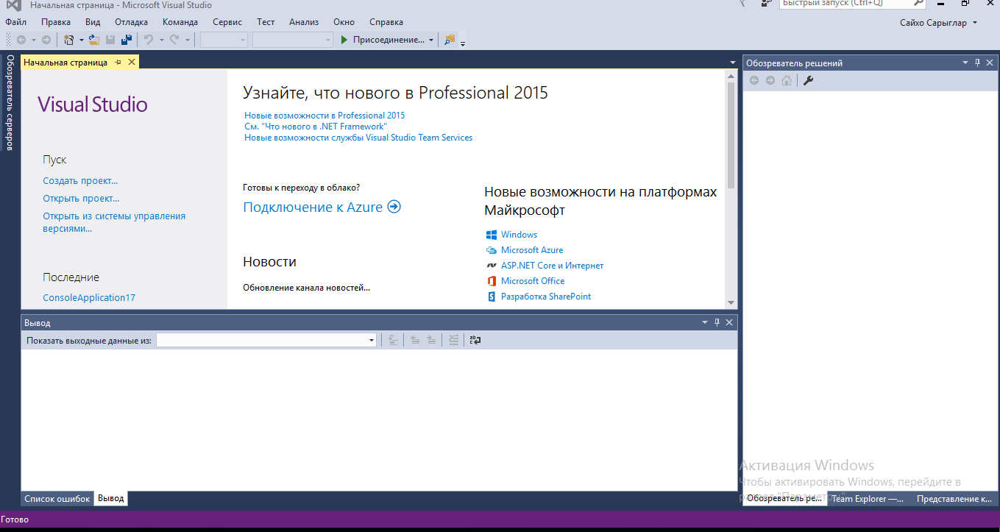 Начальная страница - Microsoft Visual Studio
Быстрый запуск (Ctrl+Q)
Файл Правка Вид Отладка Команда Сервис Тест Анализ Окно Справка
Сайхо Сарыглар
Присоединение...
Обозреватель серверов
Начальная страница
Visual Studio
Пуск
Создать проект...
Открыть проект...
Открыть из системы управления
версиями...
Последние
ConsoleApplication17
Узнайте, что нового в Professional 2015
Новые возможности в Professional 2015
См. "Что нового в .NET Framework"
Новые возможности службы Visual Studio Team Services
Готовы к переходу в облако?
Подключение к Azure
Новости
Обновление канала новостей...
Новые возможности на платформах
Майкрософт
Windows
Microsoft Azure
ASP.NET Core и Интернет
Microsoft Office
Разработка SharePoint
Обозреватель решений
Вывод
Показать выходные данные из:
Активация Windows
Чтобы активировать Windows, перейдите в
раздел "Параметры".
Список ошибок Вывод
Обозреватель ре... Team Explorer —... Представление к...
Готово